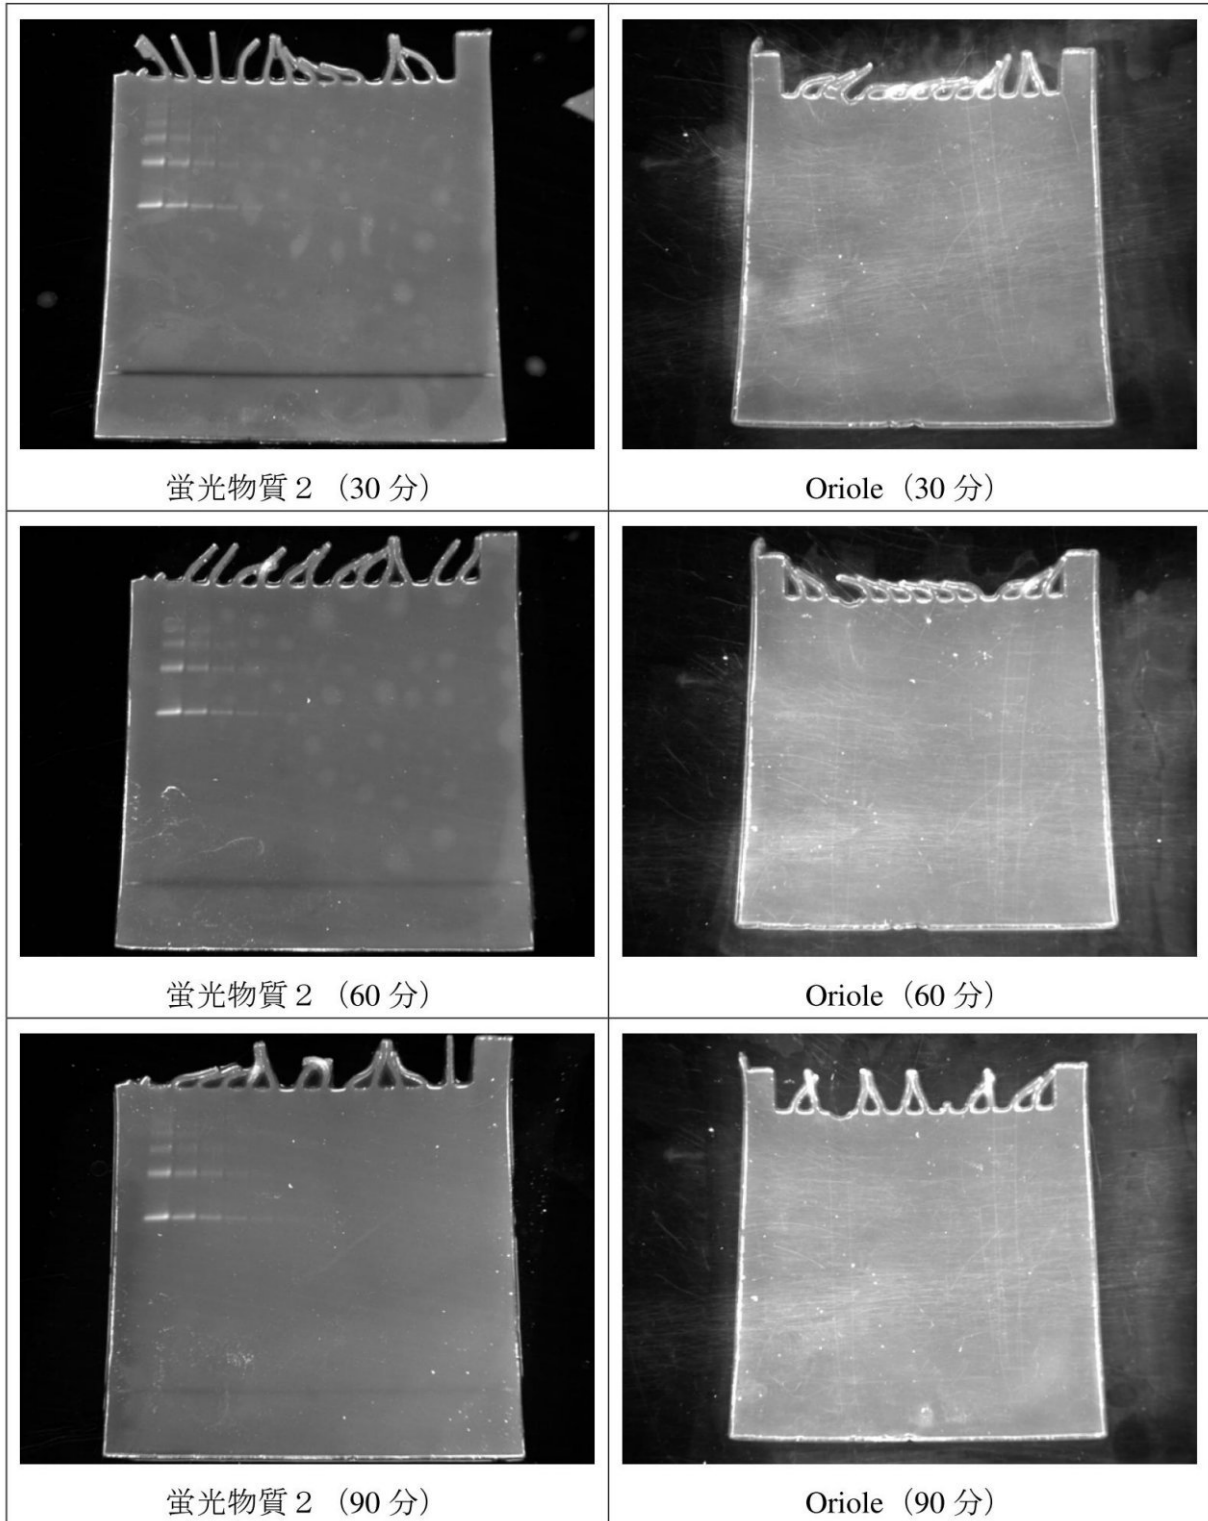 蛍光物質２（30 分）
Oriole（30 分）
蛍光物質２（60 分）
Oriole（60 分）
蛍光物質２（90 分）
Oriole（90 分）